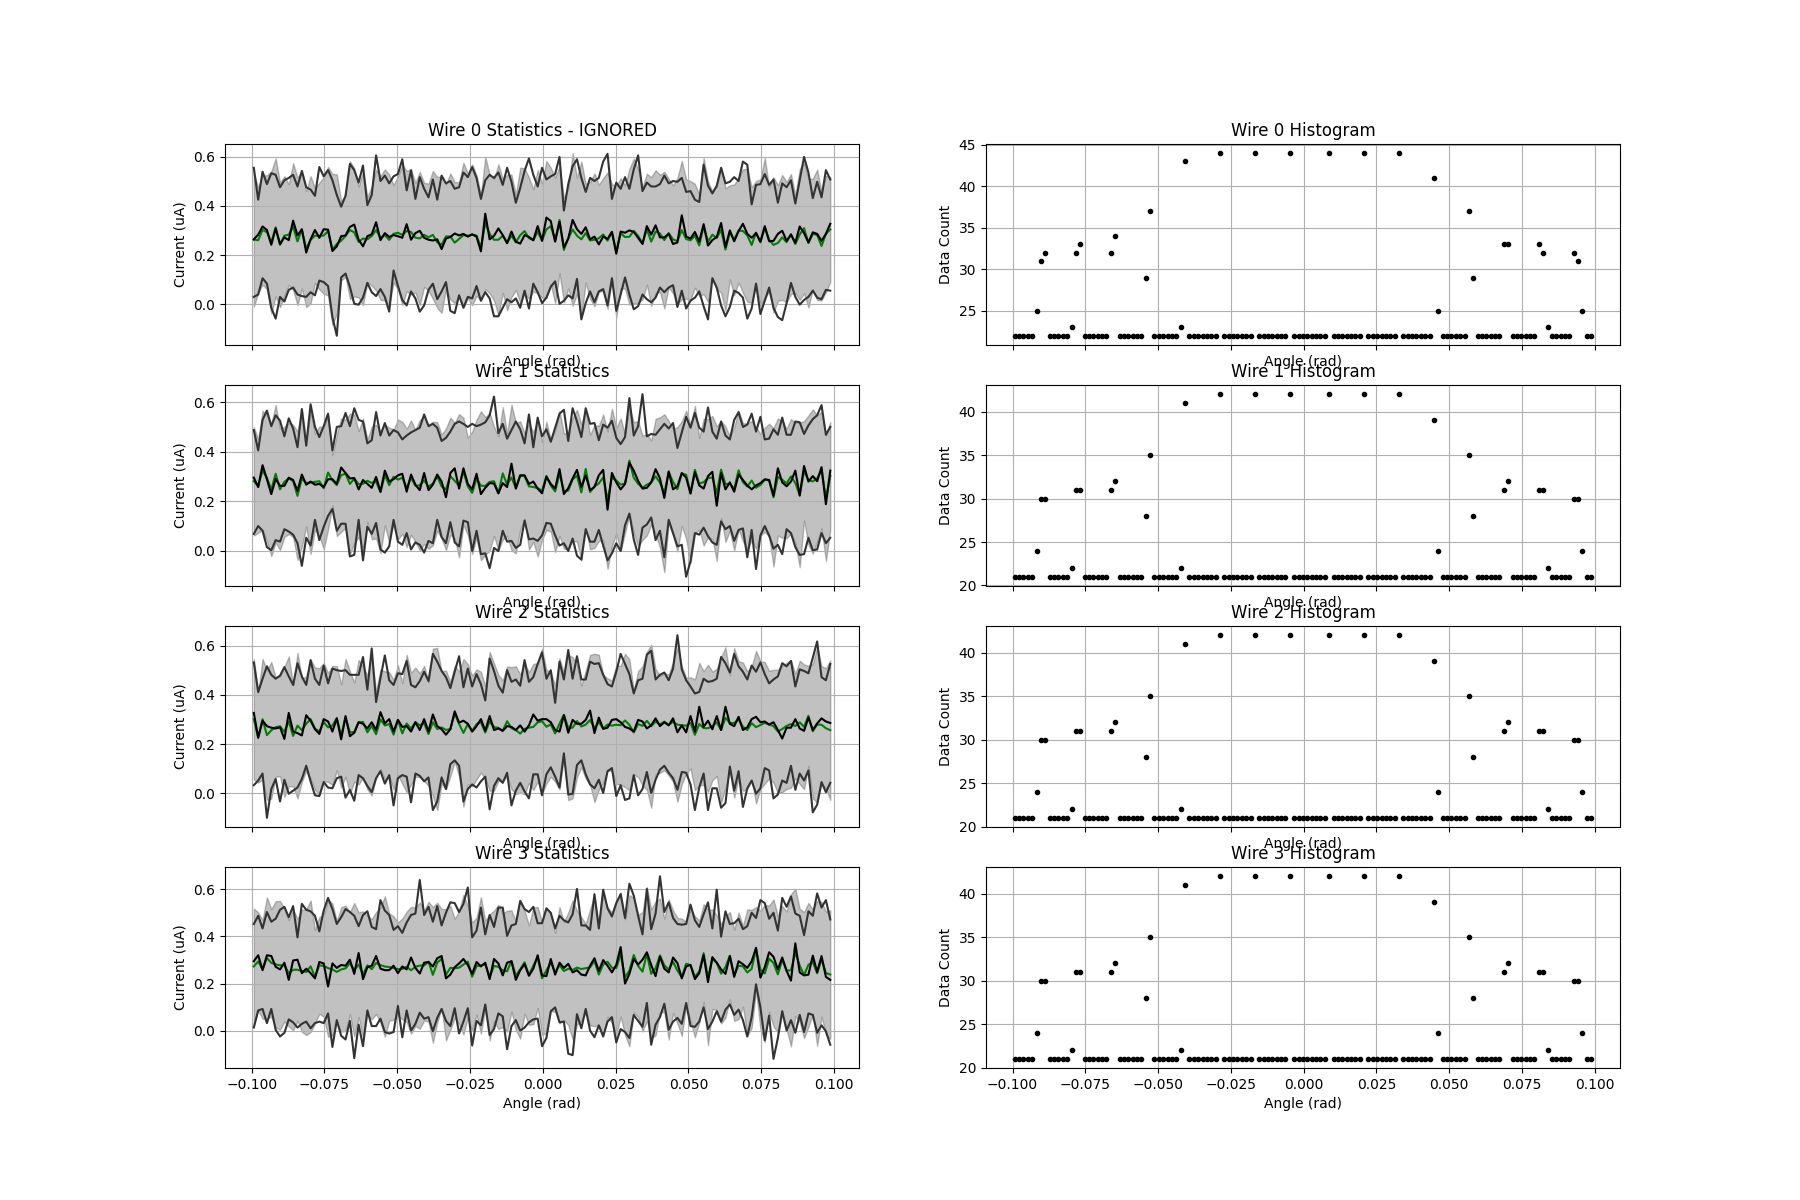 Wire 0 Statistics - IGNORED
Current (uA)
0.6
0.4
0.2
0.0
Angle (rad)
Wire 0 Histogram
Data Count
45
40
35
30
25
Angle (rad)
Wire 1 Statistics
Current (uA)
0.6
0.4
0.2
0.0
Angle (rad)
Wire 1 Histogram
Data Count
40
35
30
25
20
Angle (rad)
Wire 2 Statistics
Current (uA)
0.6
0.4
0.2
0.0
Angle (rad)
Wire 2 Histogram
Data Count
40
35
30
25
20
Angle (rad)
Wire 3 Statistics
Current (uA)
0.6
0.4
0.2
0.0
−0.100 −0.075 −0.050 −0.025 0.000 0.025 0.050 0.075 0.100
Angle (rad)
Wire 3 Histogram
Data Count
40
35
30
25
20
−0.100 −0.075 −0.050 −0.025 0.000 0.025 0.050 0.075 0.100
Angle (rad)